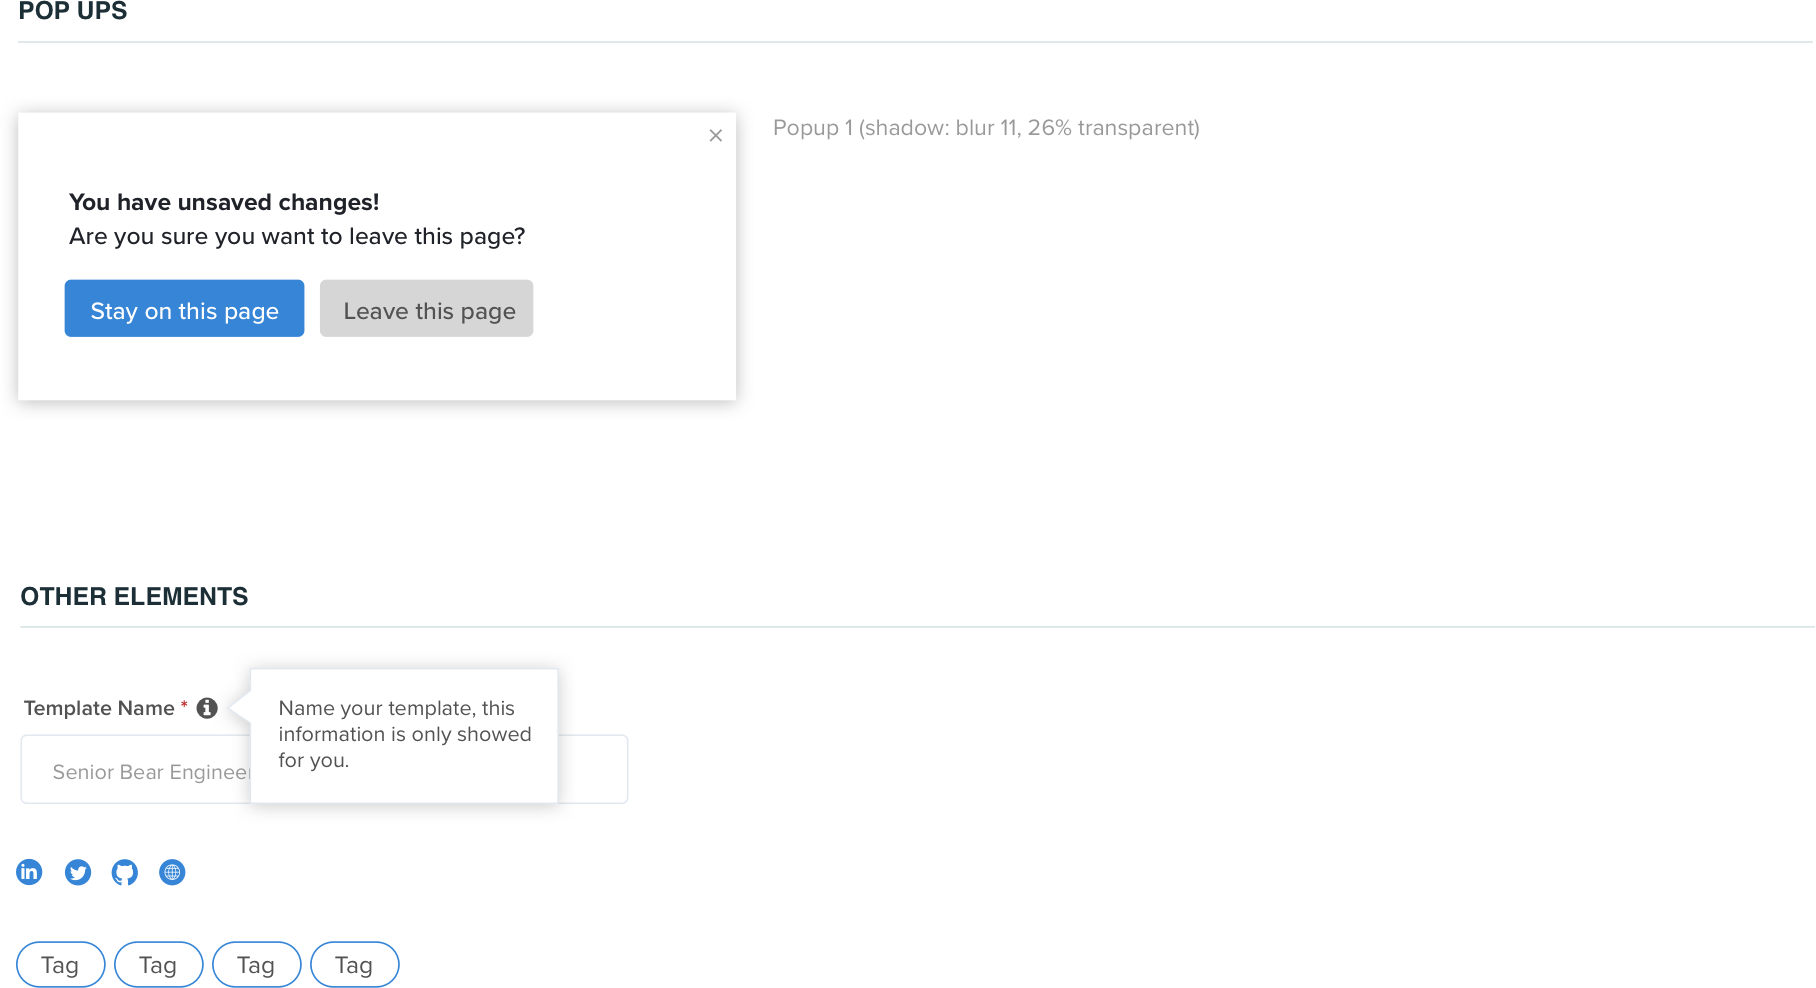 POP UPS
Popup 1 (shadow: blur 11, 26% transparent)
You have unsaved changes!
Are you sure you want to leave this page?
Stay on this page
Leave this page
OTHER ELEMENTS
Template Name *
Name your template, this
information is only showed
for you.
Senior Bear Engineer
in
Tag
Tag
Tag
Tag